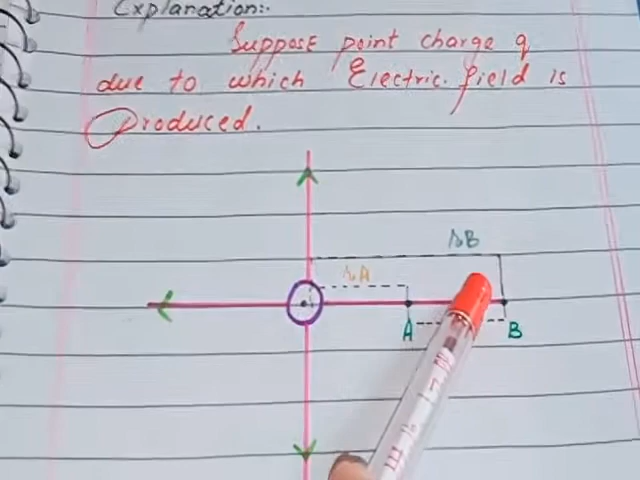 Explanation:-
Suppose point charge q
due to which Electric field is
produced.
rB
rA
A
B